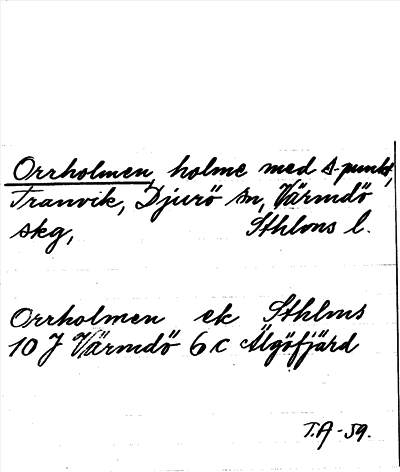 Orrholmen, holme med s-punkt,
Tranvik, Djurö sn, Värmdö
skg, Sthlms l.
Orrholmen ek Sthlms
10 J Värmdö 6 c Älgöfjärd
T.A-59.